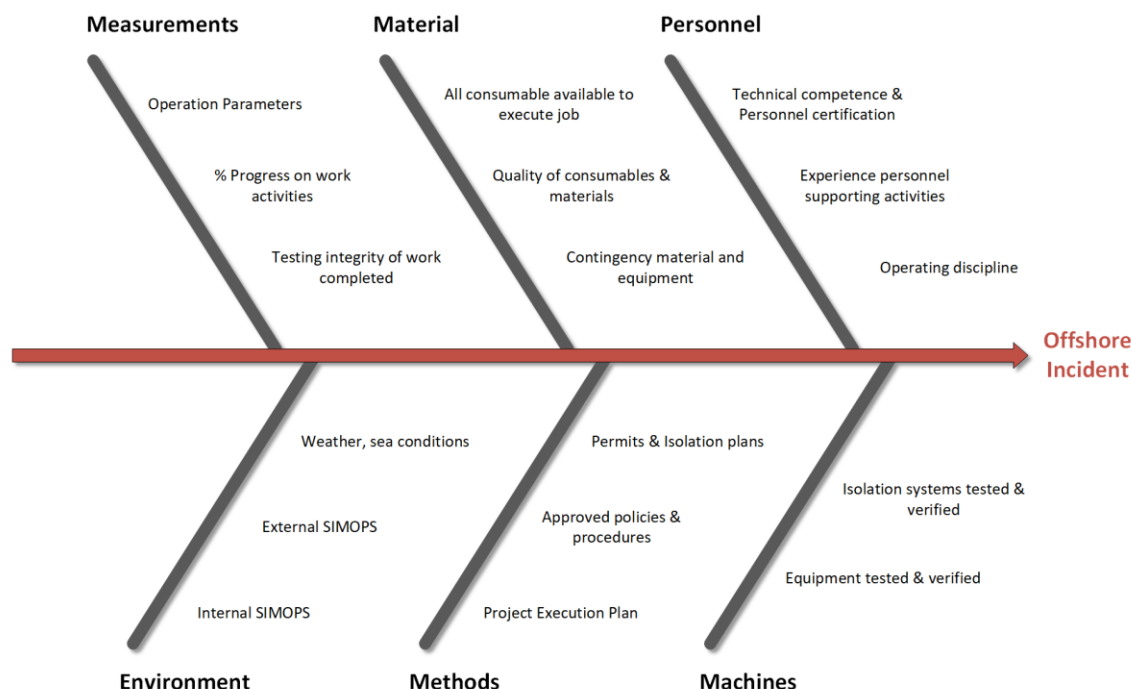 Measurements
Material
Personnel
Operation Parameters
All consumable available to
execute job
Technical competence &
Personnel certification
% Progress on work
activities
Quality of consumables &
materials
Experience personnel
supporting activities
Testing integrity of work
completed
Contingency material and
equipment
Operating discipline
Offshore
Incident
Weather, sea conditions
Permits & Isolation plans
Isolation systems tested &
verified
External SIMOPS
Approved policies &
procedures
Equipment tested & verified
Internal SIMOPS
Project Execution Plan
Environment
Methods
Machines